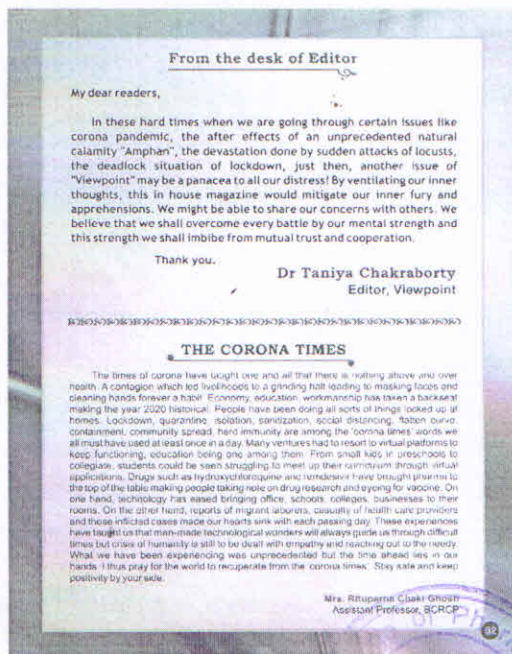 From the desk of Editor
My dear readers,
In these hard times when we are going through certain issues like
corona pandemic, the after effects of an unprecedented natural
calamity "Amphan", the devastation done by sudden attacks of locusts,
the deadlock situation of lockdown, just then, another issue of
"Viewpoint" may be a panacea to all our distress! By ventilating our inner
thoughts, this in house magazine would mitigate our inner fury and
apprehensions. We might be able to share our concerns with others. We
believe that we shall overcome every battle by our mental strength and
this strength we shall imbibe from mutual trust and cooperation.
Thank you.
Dr Taniya Chakraborty
Editor, Viewpoint
THE CORONA TIMES
The times of corona have taught one and all that there is nothing above and over
health. A contagion which led livelihoods to a grinding halt leading to masking faces and
cleaning hands forever a habit. Economy, education, workmanship has taken a backseat
making the year 2020 historical. People have been doing all sorts of things locked up at
homes. Lockdown, quarantine, isolation, sanitization, social distancing, flatten curve,
containment, community spread, herd immunity are among the 'corona times' words we
all must have used at least once in a day. Many ventures had to resort to virtual platforms to
keep functioning, education being one among them. From small kids in preschools to
collegiate, students could be seen struggling to meet up their curriculum through virtual
applications. Drugs such as hydroxychloroquine and remdesivir have brought pharma to
the top of the table making people taking note on drug research and eyeing for vaccine. On
one hand, technology has eased bringing office, schools, colleges, businesses to their
rooms. On the other hand, reports of migrant laborers, casualty of health care providers
and those inflicted cases made our hearts sink with each passing day. These experiences
have taught us that man-made technological wonders will always guide us through difficult
times but crisis of humanity is still to be dealt with empathy and reaching out to the needy.
What we have been experiencing was unprecedented but the time ahead lies in our
hands. I thus pray for the world to recuperate from the 'corona times'. Stay safe and keep
positivity by your side.
Mrs. Rituparna Chaki Ghosh
Assistant Professor, BCRCP
of Ph
92